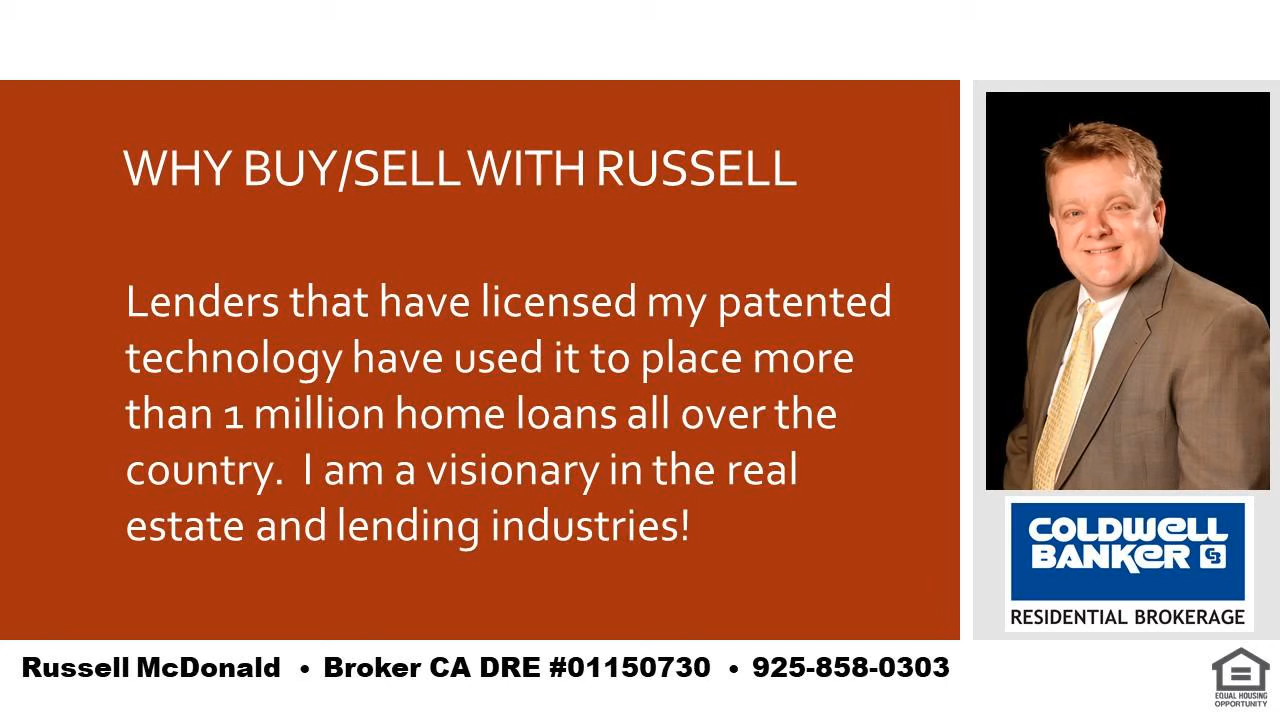 WHY BUY/SELL WITH RUSSELL
Lenders that have licensed my patented
technology have used it to place more
than 1 million home loans all over the
country.  I am a visionary in the real
estate and lending industries!
COLDWELL
BANKER CB
RESIDENTIAL BROKERAGE
Russell McDonald • Broker CA DRE #01150730 • 925-858-0303
EQUAL HOUSING
OPPORTUNITY